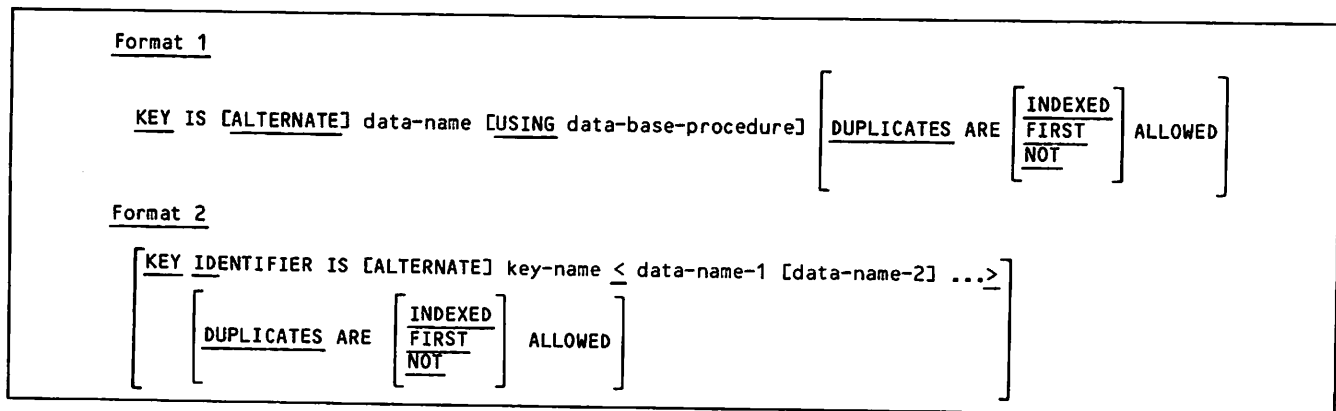 Format 1
INDEXED
KEY IS [ALTERNATE] data-name [USING data-base-procedure] DUPLICATES ARE FIRST ALLOWED
NOT
Format 2
KEY IDENTIFIER IS [ALTERNATE] key-name < data-name-1 [data-name-2] ...>
INDEXED
DUPLICATES ARE FIRST ALLOWED
NOT